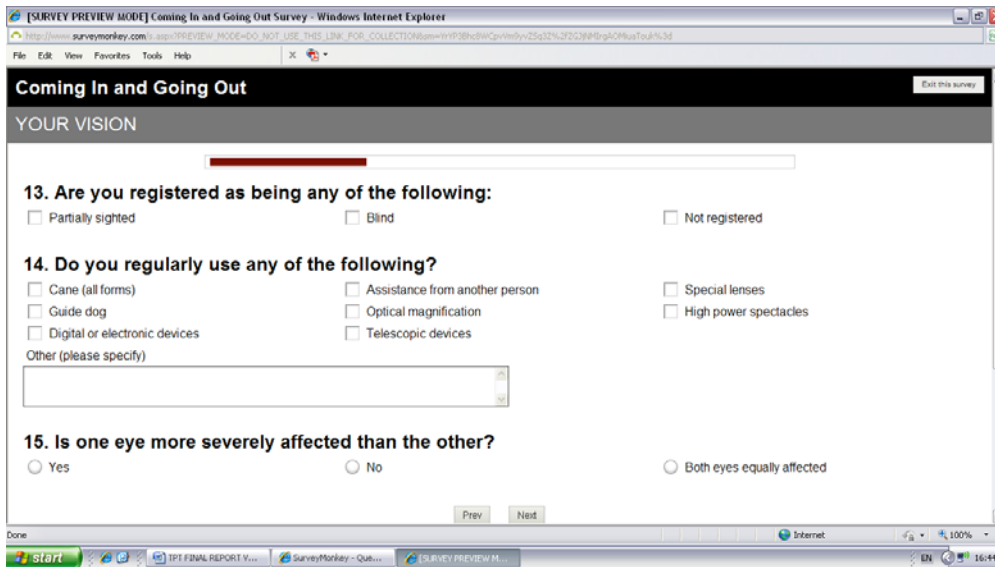 [SURVEY PREVIEW MODE] Coming In and Going Out Survey - Windows Internet Explorer
File Edit View Favorites Tools Help
Coming In and Going Out
Exit this survey
YOUR VISION
13. Are you registered as being any of the following:
Partially sighted Blind Not registered
14. Do you regularly use any of the following?
Cane (all forms) Assistance from another person Special lenses
Guide dog Optical magnification High power spectacles
Digital or electronic devices Telescopic devices
Other (please specify)
15. Is one eye more severely affected than the other?
Yes No Both eyes equally affected
Prev Next
Done Internet 100%
start TPT FINAL REPORT V... SurveyMonkey - Que... [SURVEY PREVIEW M... EN 16:44